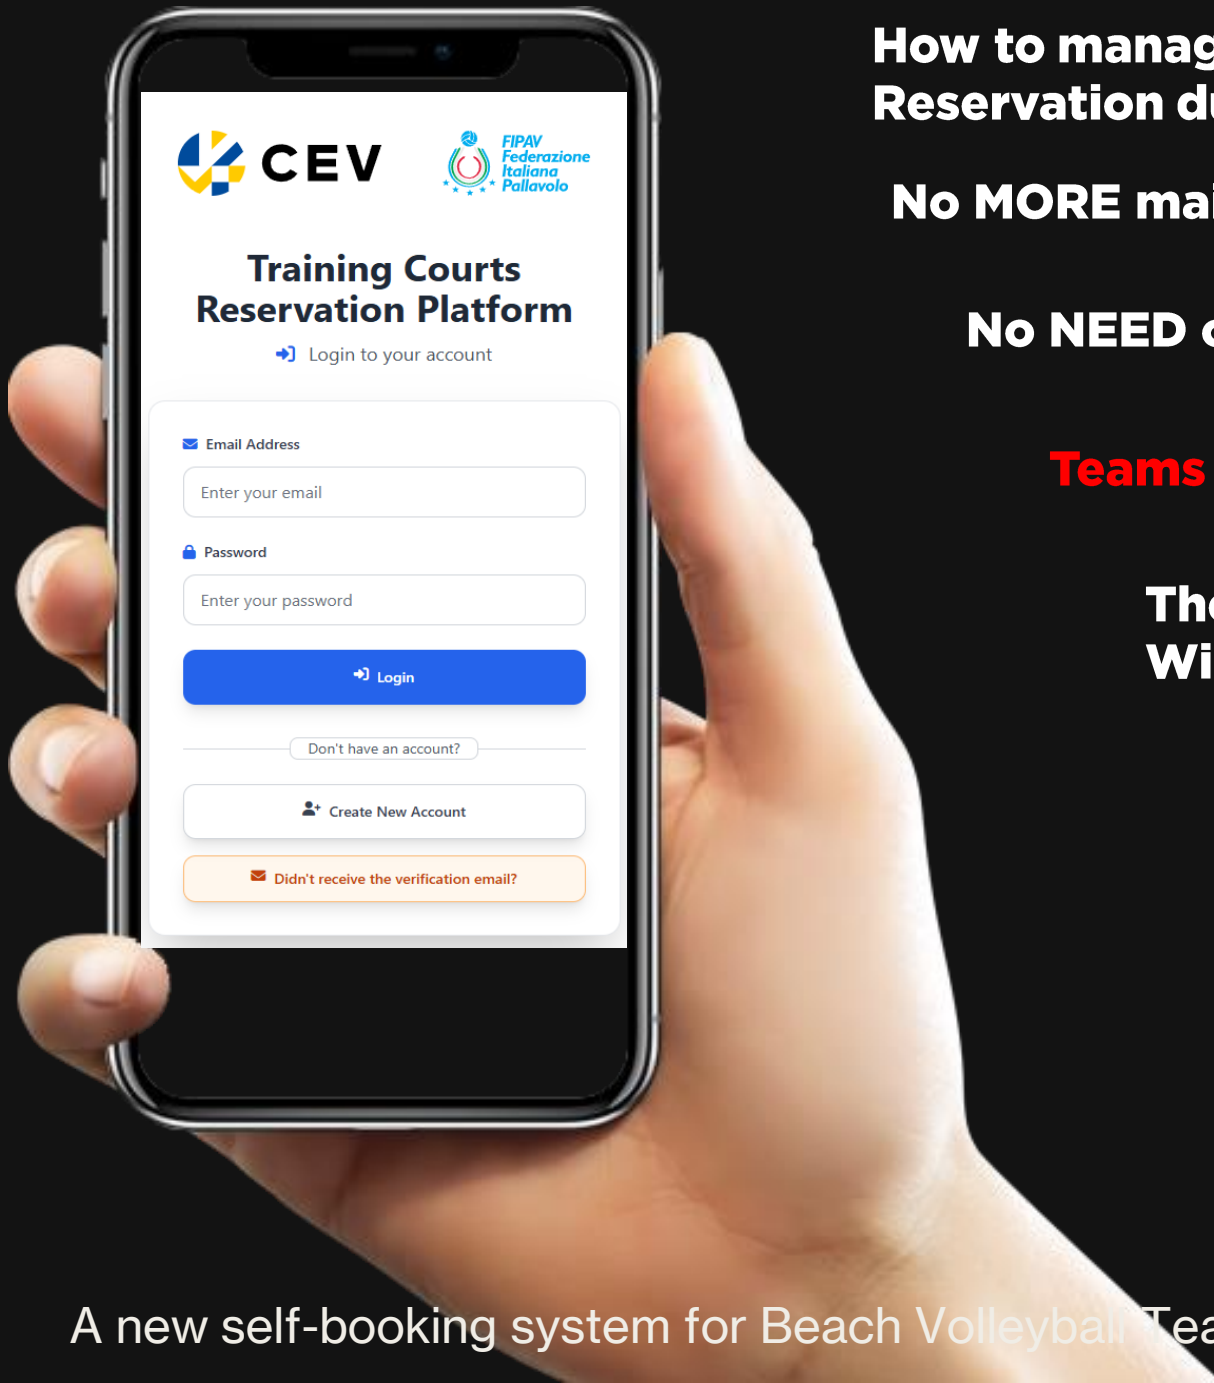 CEV
FIPAV
Federazione
Italiana
Pallavolo
Training Courts
Reservation Platform
Login to your account
Email Address
Enter your email
Password
Enter your password
Login
Don't have an account?
Create New Account
Didn't receive the verification email?
How to manag
Reservation du
No MORE mai
No NEED
Teams
The
Wi
A new self-booking system for Beach Volleyball Tea